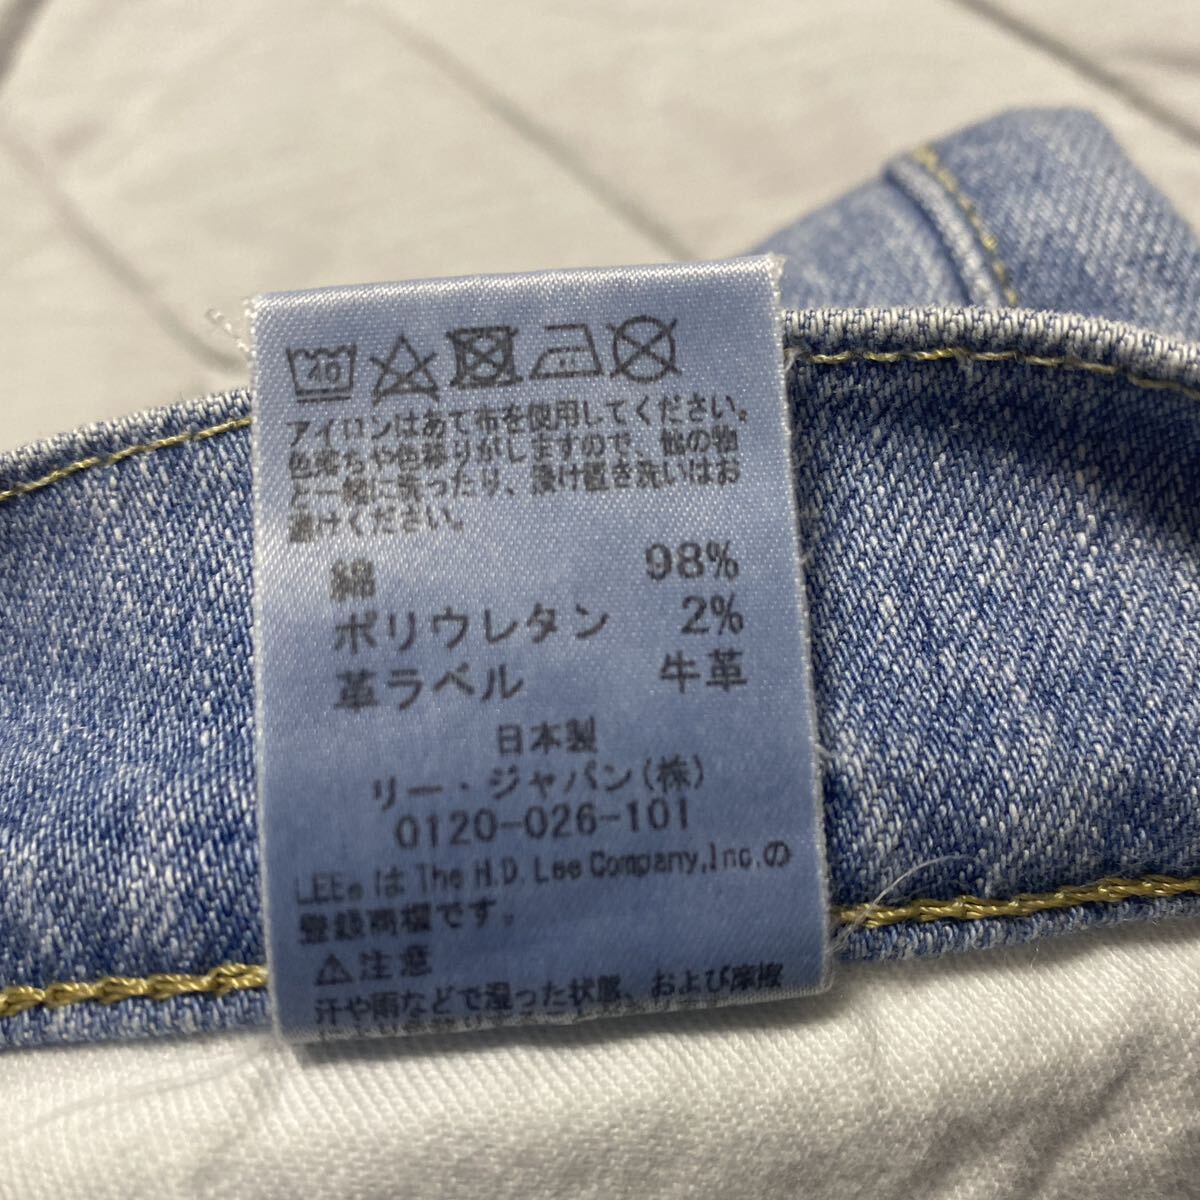 40
アイロンはあて布を使用してください。
色落ちや色移りがしますので、他の物
と一緒に洗ったり、漬け置き洗いはお
避けください。
綿 98%
ポリウレタン 2%
革ラベル 牛革
日本製
リー・ジャパン(株)
0120-026-101
LEE® は The H.D. Lee Company,Inc.の
登録商標です。
⚠注意
汗や雨などで湿った状態、および摩擦